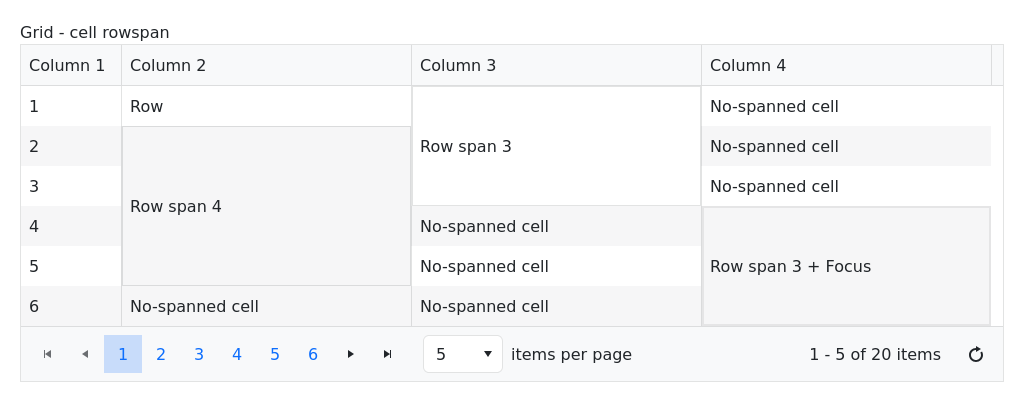 Grid - cell rowspan
Column 1 Column 2 Column 3 Column 4
1 Row No-spanned cell
2 Row span 3 No-spanned cell
3 No-spanned cell
Row span 4
4 No-spanned cell
5 No-spanned cell Row span 3 + Focus
6 No-spanned cell No-spanned cell
1 2 3 4 5 6 5 items per page 1 - 5 of 20 items